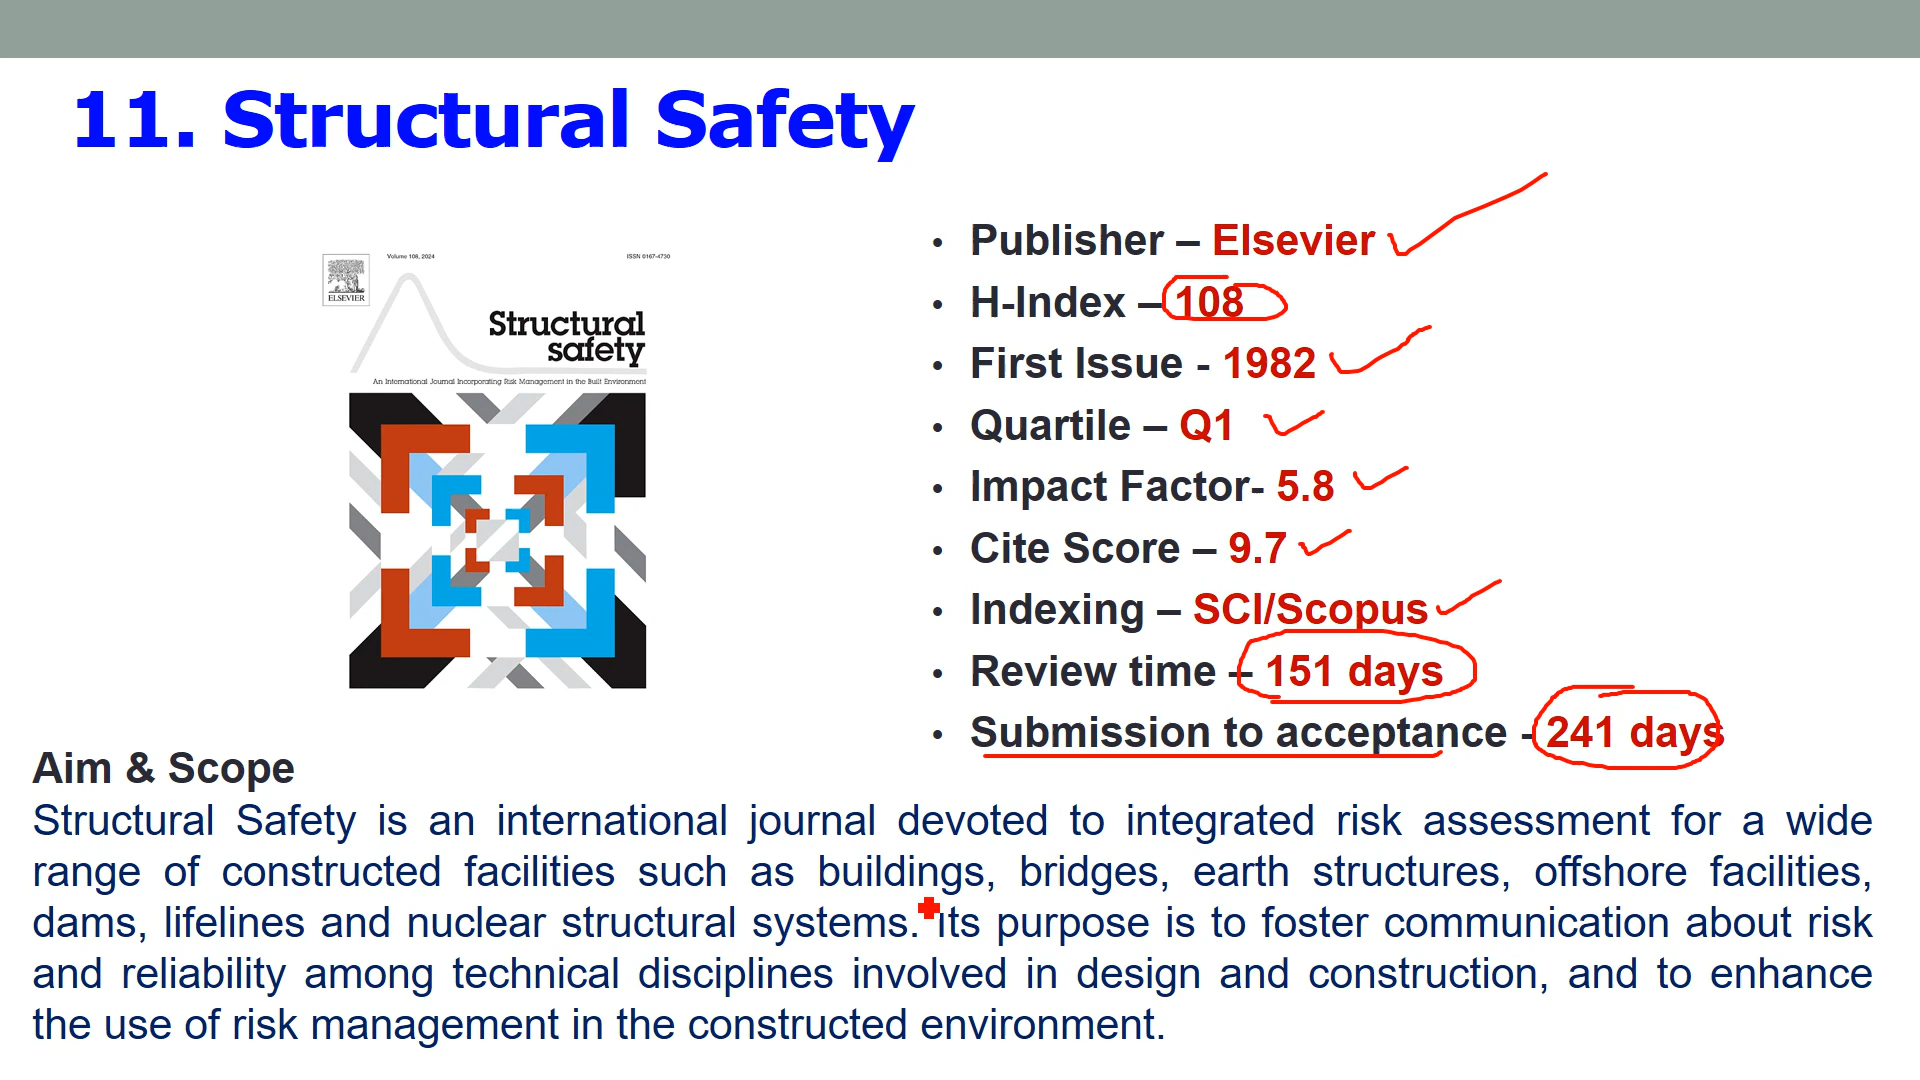 11. Structural Safety
ELSEVIER
Volume 108, 2024
ISSN 0167-4730
Structural
safety
An International Journal Incorporating Risk Management in the Built Environment
• Publisher – Elsevier
• H-Index – 108
• First Issue - 1982
• Quartile – Q1
• Impact Factor- 5.8
• Cite Score – 9.7
• Indexing – SCI/Scopus
• Review time – 151 days
• Submission to acceptance - 241 days
Aim & Scope
Structural Safety is an international journal devoted to integrated risk assessment for a wide
range of constructed facilities such as buildings, bridges, earth structures, offshore facilities,
dams, lifelines and nuclear structural systems. Its purpose is to foster communication about risk
and reliability among technical disciplines involved in design and construction, and to enhance
the use of risk management in the constructed environment.